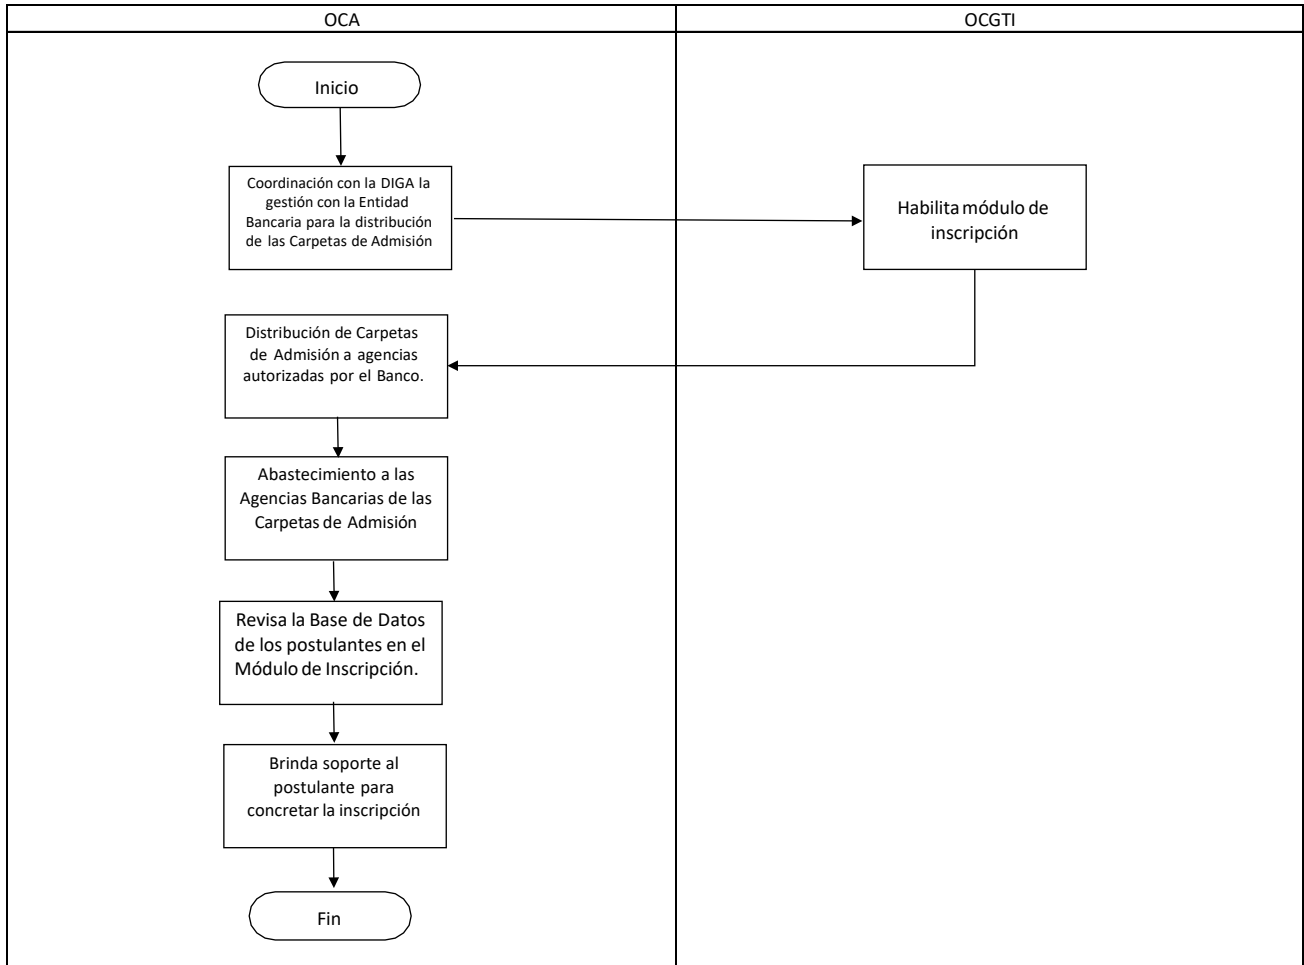 OCA
OCGTI
Inicio
Coordinación con la DIGA la
gestión con la Entidad
Bancaria para la distribución
de las Carpetas de Admisión
Habilita módulo de
inscripción
Distribución de Carpetas
de Admisión a agencias
autorizadas por el Banco.
Abastecimiento a las
Agencias Bancarias de las
Carpetas de Admisión
Revisa la Base de Datos
de los postulantes en el
Módulo de Inscripción.
Brinda soporte al
postulante para
concretar la inscripción
Fin